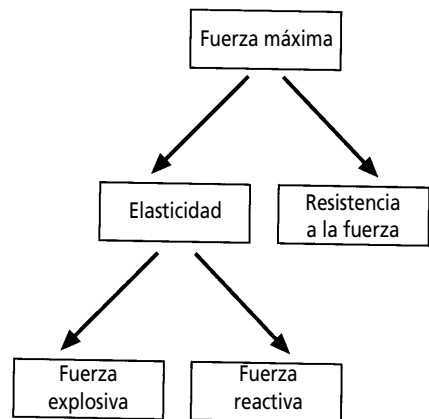 Fuerza máxima
Elasticidad
Resistencia
a la fuerza
Fuerza
explosiva
Fuerza
reactiva